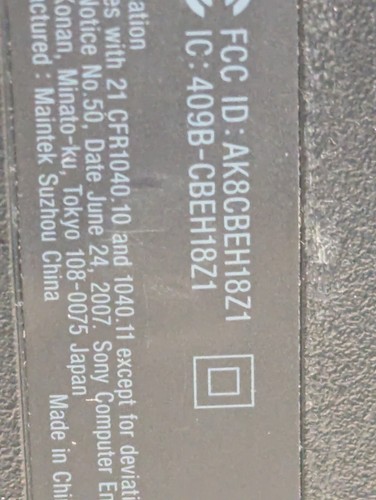 FCC ID : AK8CBEH18Z1
IC : 409B-CBEH18Z1
ation
es with 21 CFR1040.10 and 1040.11 except for deviati
Notice No.50, Date June 24, 2007. Sony Computer En
Konan, Minato-ku, Tokyo 108-0075 Japan
actured : Maintek Suzhou China Made in Chi